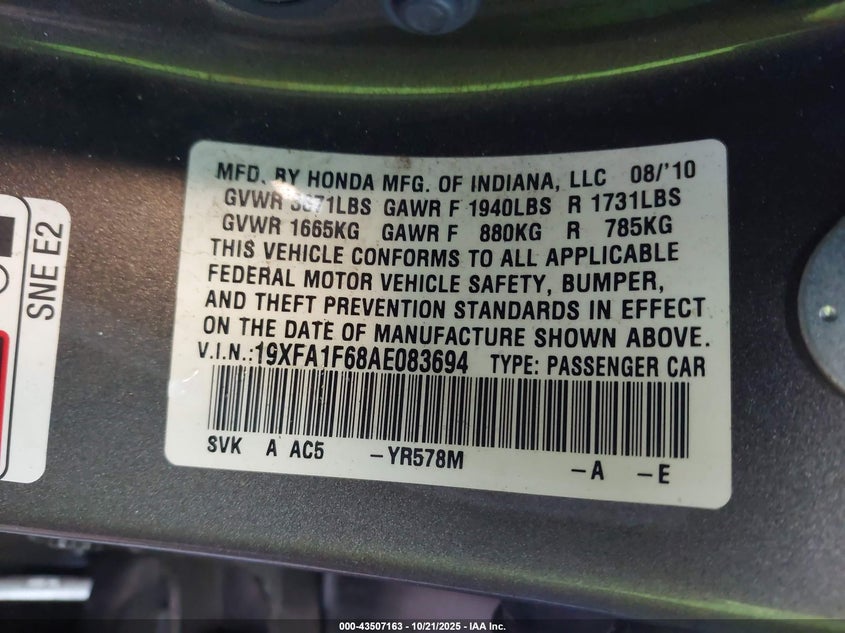 MFD. BY HONDA MFG. OF INDIANA, LLC 08/'10
GVWR 3671LBS GAWR F 1940LBS R 1731LBS
GVWR 1665KG GAWR F 880KG R 785KG
THIS VEHICLE CONFORMS TO ALL APPLICABLE
FEDERAL MOTOR VEHICLE SAFETY, BUMPER,
AND THEFT PREVENTION STANDARDS IN EFFECT
ON THE DATE OF MANUFACTURE SHOWN ABOVE.
V.I.N.:19XFA1F68AE083694 TYPE: PASSENGER CAR
SVK A AC5 -YR578M -A -E
SNE E2
000-43507163 - 10/21/2025 - IAA Inc.